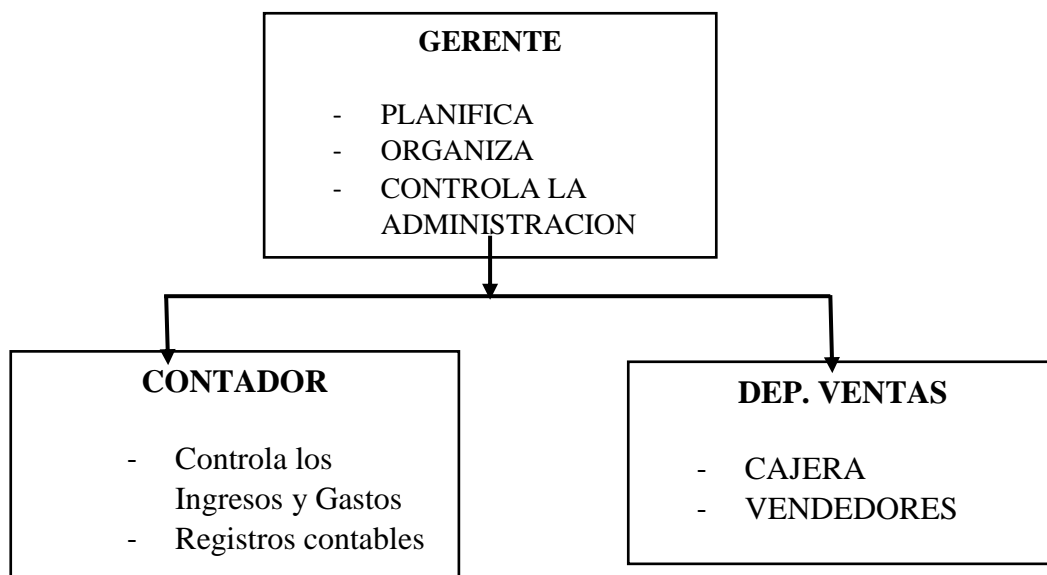 GERENTE
- PLANIFICA
- ORGANIZA
- CONTROLA LA
ADMINISTRACION
CONTADOR
- Controla los
Ingresos y Gastos
- Registros contables
DEP. VENTAS
- CAJERA
- VENDEDORES